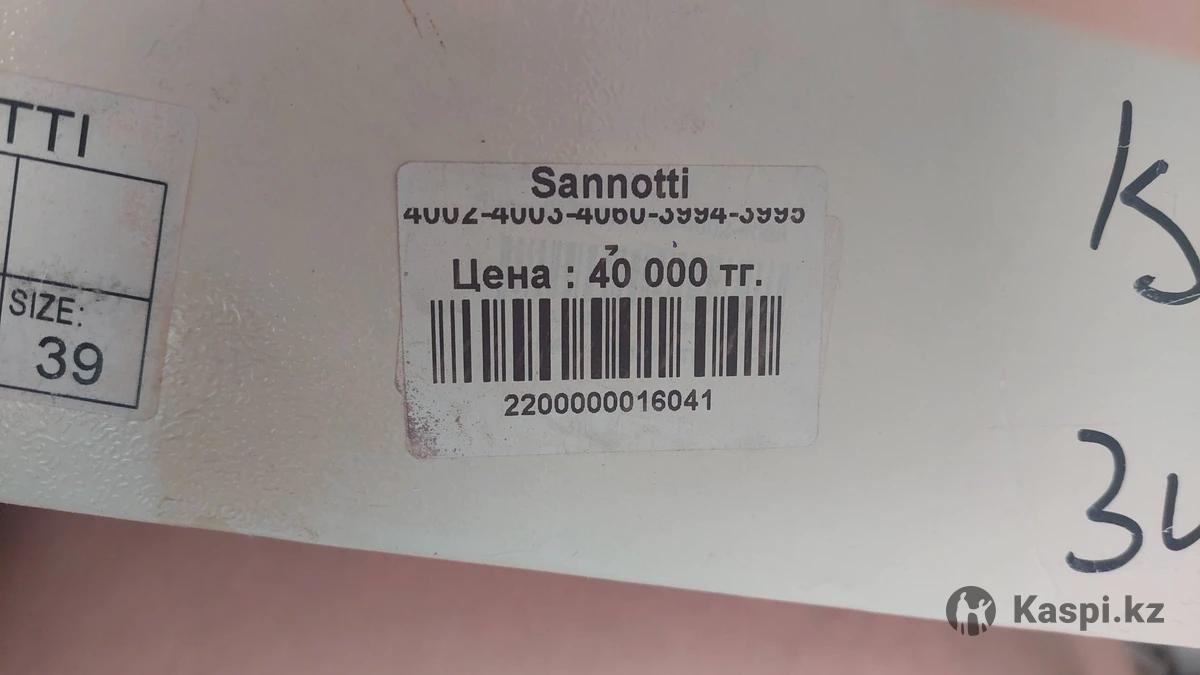 TTI
SIZE:
39
Sannotti
4002-4003-4060-3994-3995
Цена : 40 000 тг.
2200000016041
Kaspi.kz